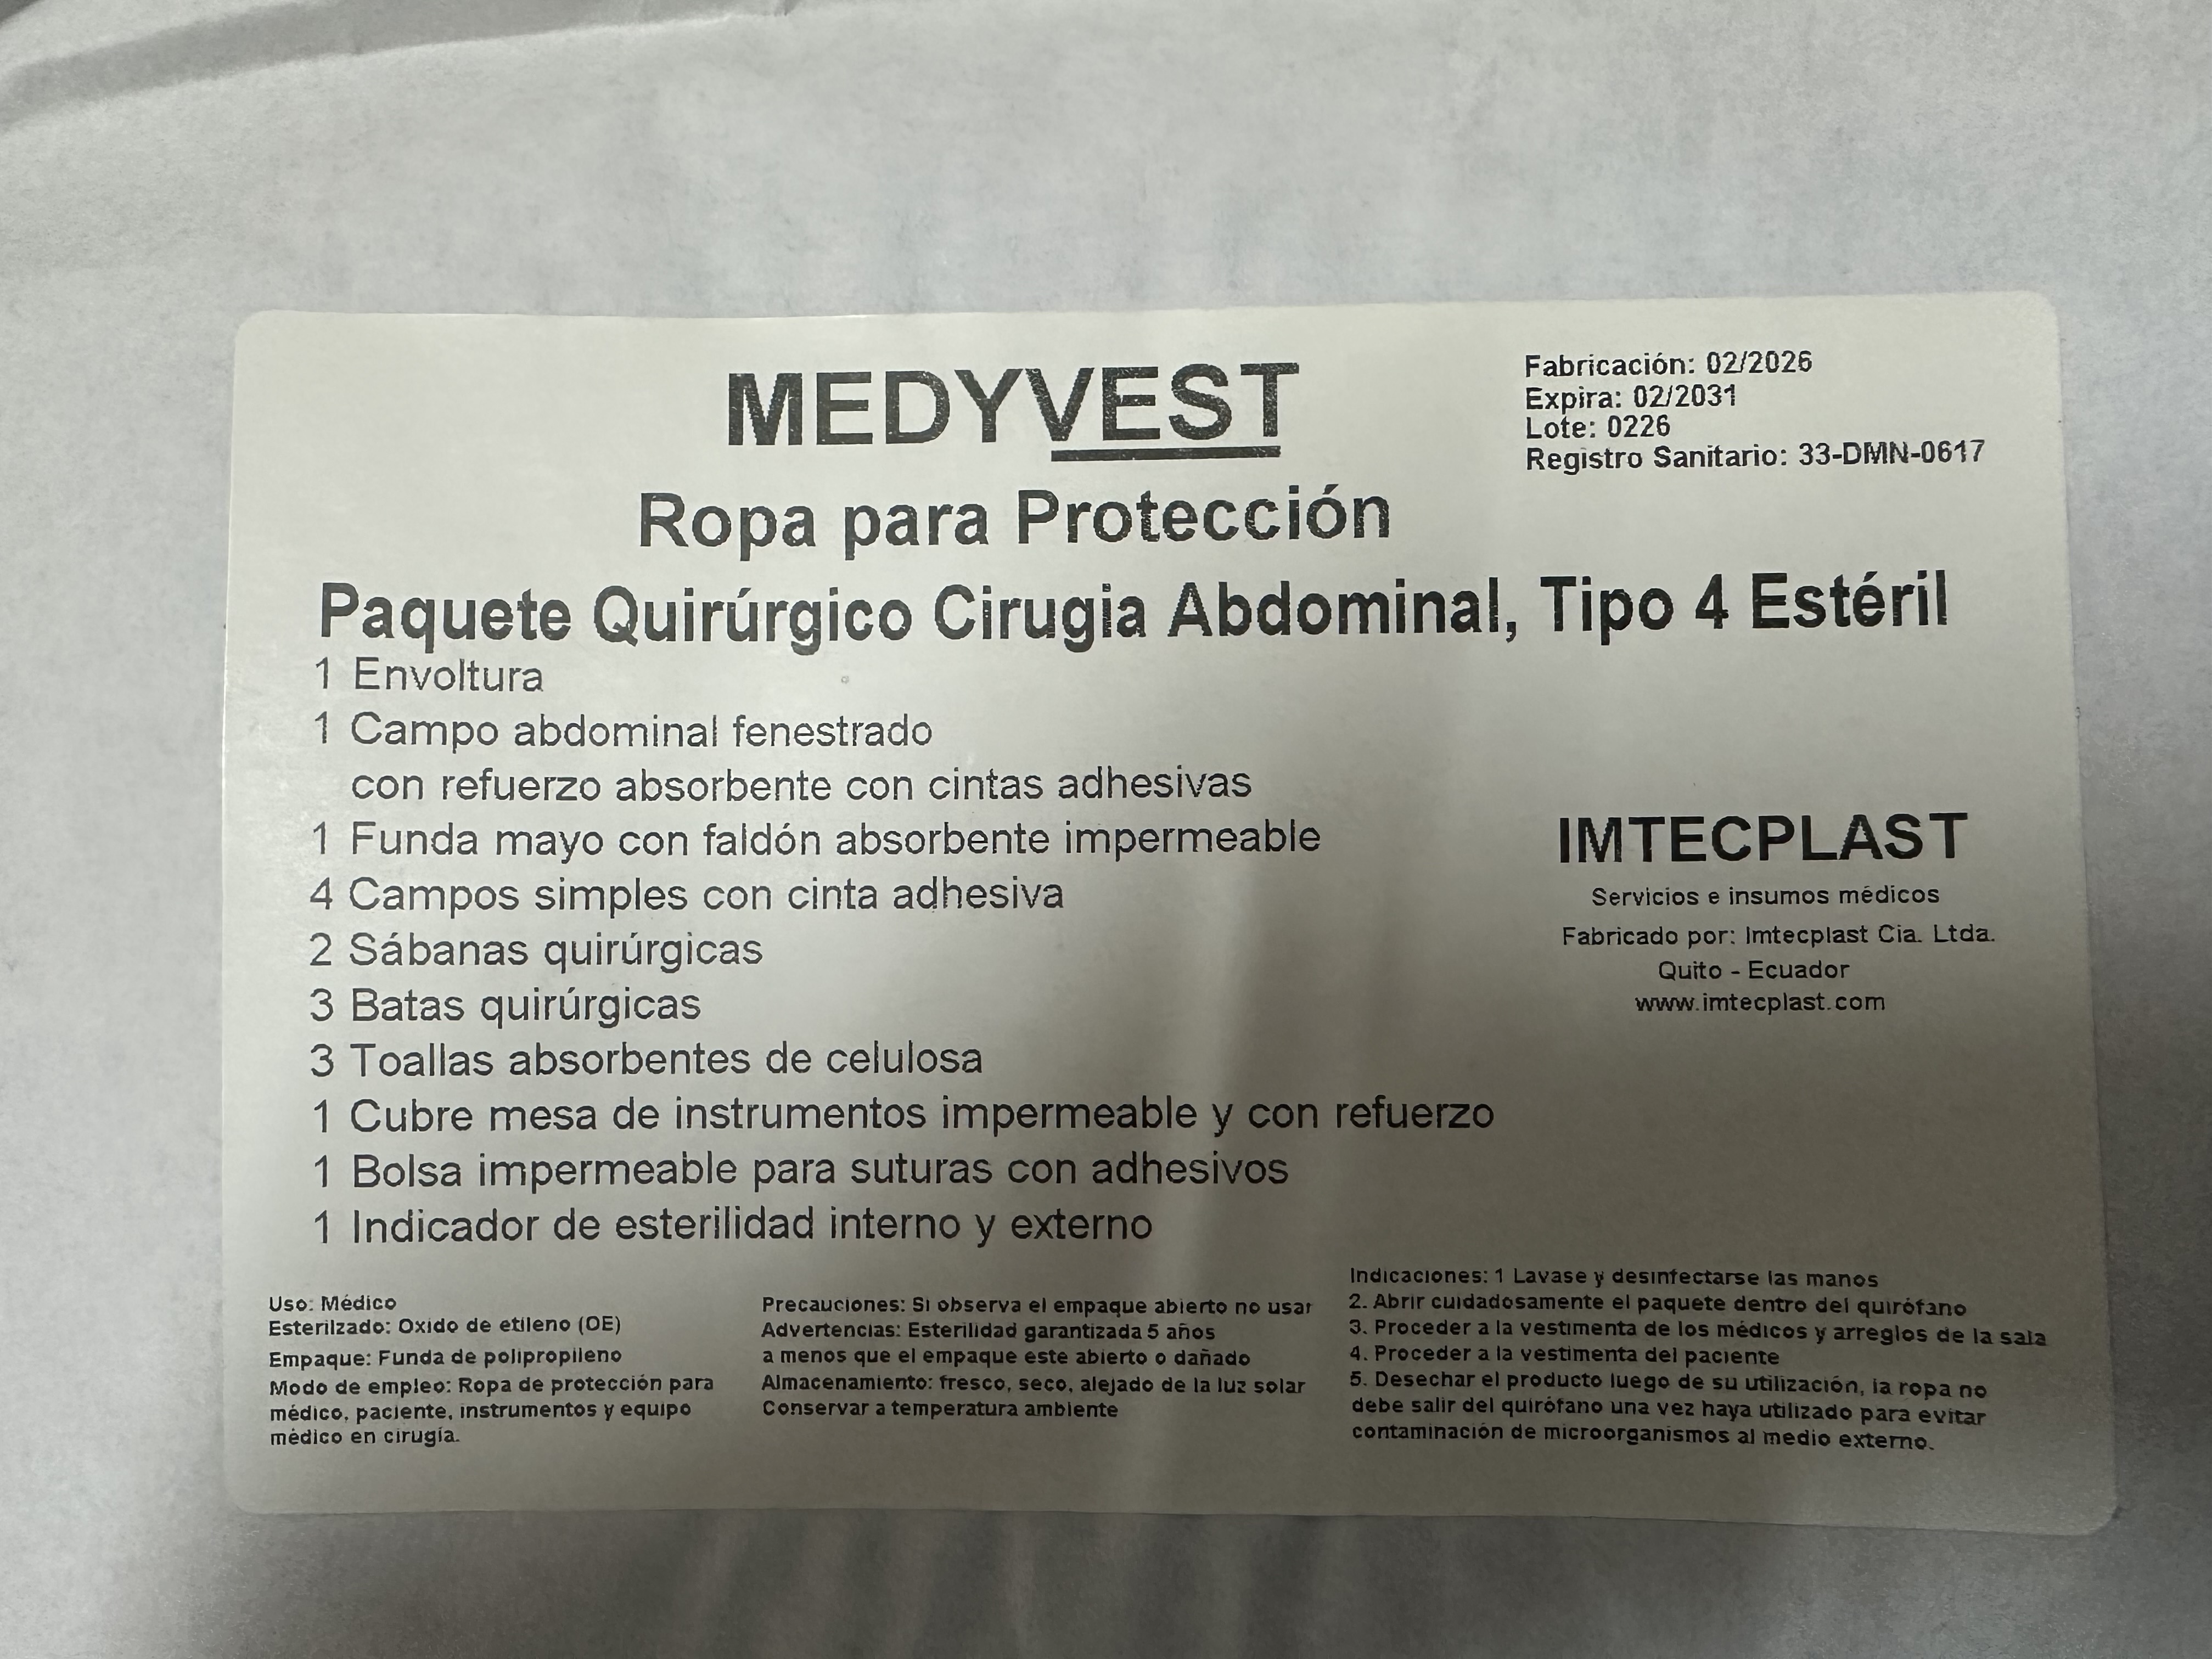 MEDYVEST
Fabricación: 02/2026
Expira: 02/2031
Lote: 0226
Registro Sanitario: 33-DMN-0617
Ropa para Protección
Paquete Quirúrgico Cirugia Abdominal, Tipo 4 Estéril
1 Envoltura
1 Campo abdominal fenestrado
con refuerzo absorbente con cintas adhesivas
1 Funda mayo con faldón absorbente impermeable
4 Campos simples con cinta adhesiva
2 Sábanas quirúrgicas
3 Batas quirúrgicas
3 Toallas absorbentes de celulosa
1 Cubre mesa de instrumentos impermeable y con refuerzo
1 Bolsa impermeable para suturas con adhesivos
1 Indicador de esterilidad interno y externo
IMTECPLAST
Servicios e insumos médicos
Fabricado por: Imtecplast Cia. Ltda.
Quito - Ecuador
www.imtecplast.com
Uso: Médico
Esterilzado: Oxido de etileno (OE)
Empaque: Funda de polipropileno
Modo de empleo: Ropa de protección para
médico, paciente, instrumentos y equipo
médico en cirugía.
Precauciones: Si observa el empaque abierto no usar
Advertencias: Esterilidad garantizada 5 años
a menos que el empaque este abierto o dañado
Almacenamiento: fresco, seco, alejado de la luz solar
Conservar a temperatura ambiente
Indicaciones: 1 Lavase y desinfectarse las manos
2. Abrir cuidadosamente el paquete dentro del quirófano
3. Proceder a la vestimenta de los médicos y arreglos de la sala
4. Proceder a la vestimenta del paciente
5. Desechar el producto luego de su utilización, la ropa no
debe salir del quirófano una vez haya utilizado para evitar
contaminación de microorganismos al medio externo.